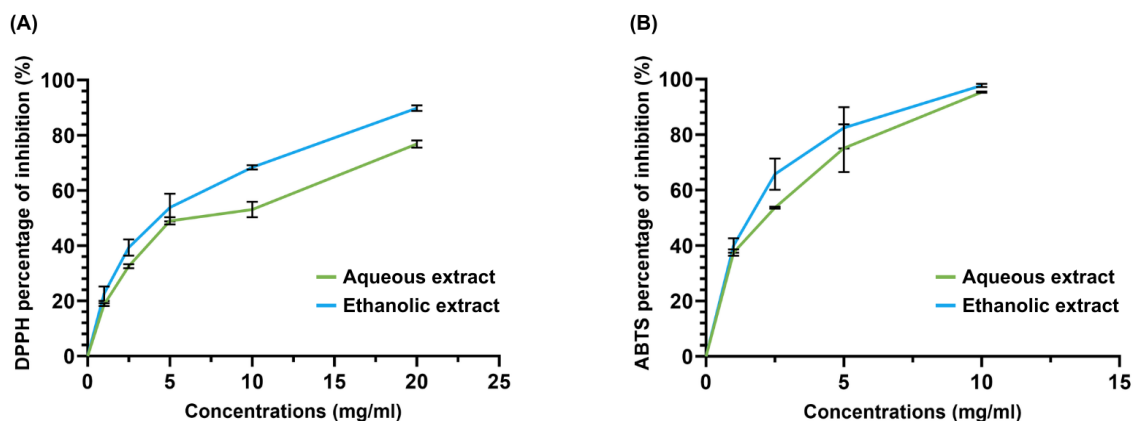 (A)
DPPH percentage of inhibition (%)
100
80
60
40
20
0
0 5 10 15 20 25
Concentrations (mg/ml)
Aqueous extract
Ethanolic extract
(B)
ABTS percentage of inhibition (%)
100
80
60
40
20
0
0 5 10 15
Concentrations (mg/ml)
Aqueous extract
Ethanolic extract